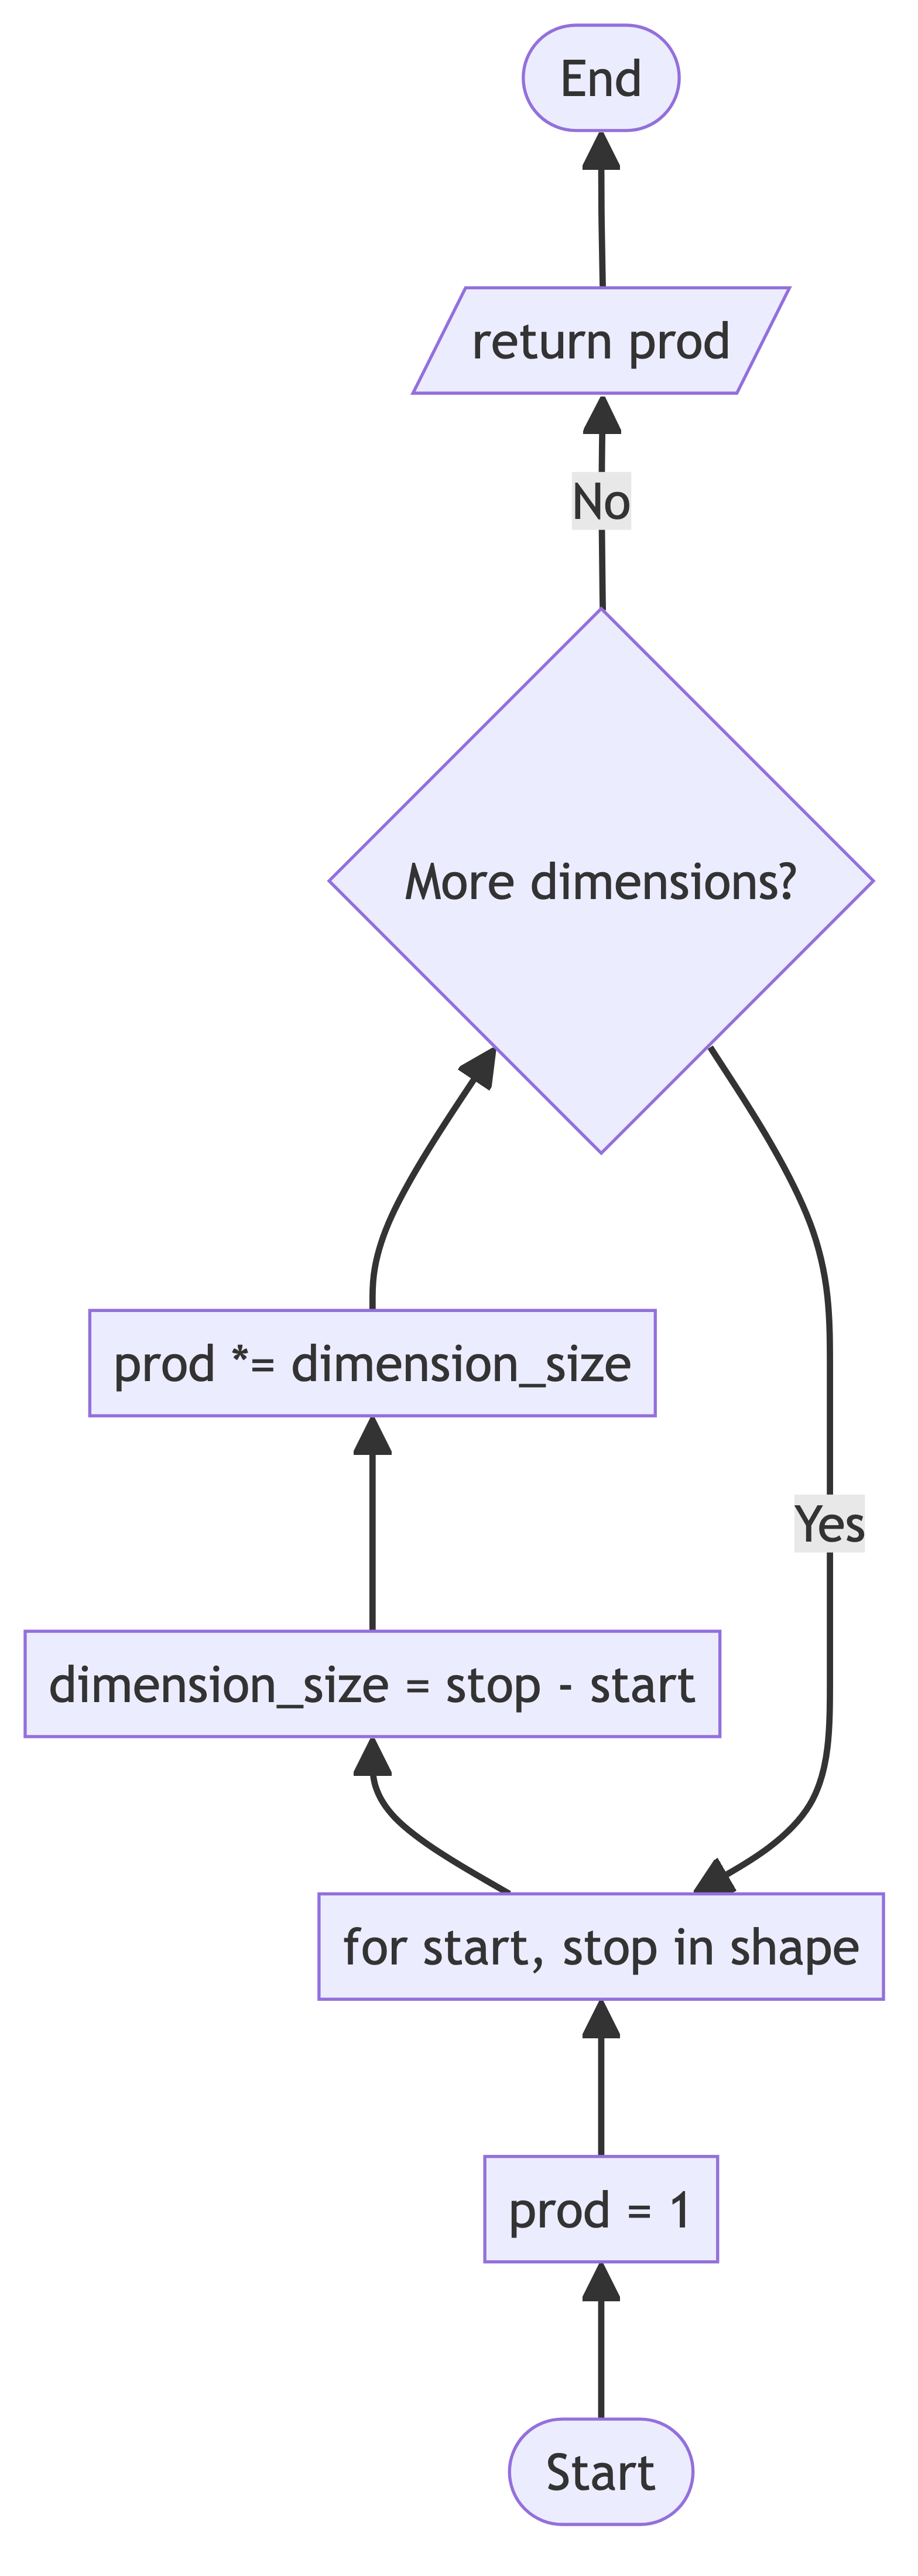 End
return prod
No
More dimensions?
prod *= dimension_size
Yes
dimension_size = stop - start
for start, stop in shape
prod = 1
Start